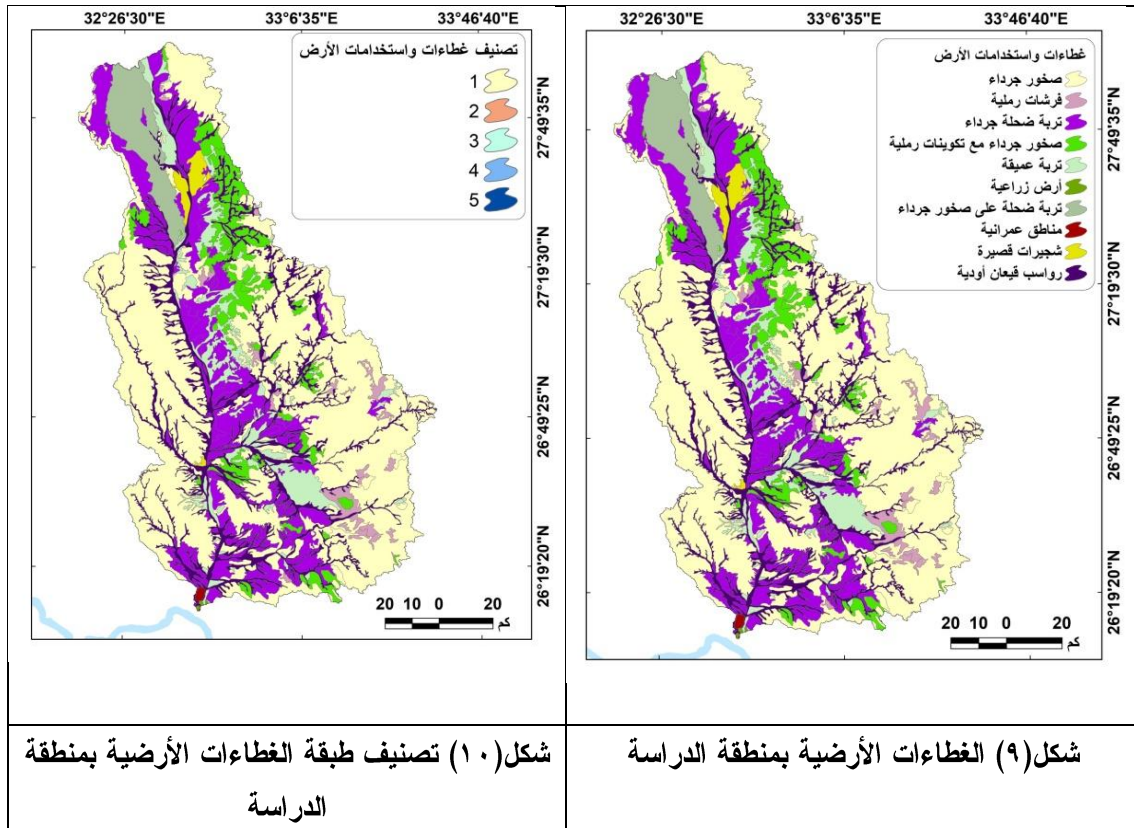 33°46'40"E
33°6'35"E
32°26'30"E
غطاءات واستخدامات الأرض
صخور جرداء
فرشات رملية
تربة ضحلة جرداء
صخور جرداء مع تكوينات رملية
تربة عميقة
أرض زراعية
تربة ضحلة على صخور جرداء
مناطق عمرانية
شجيرات قصيرة
رواسب قيعان أودية
27°49'35"N
27°19'30"N
26°49'25"N
26°19'20"N
20 10 0 20
كم
شكل(٩) الغطاءات الأرضية بمنطقة الدراسة
33°46'40"E
33°6'35"E
32°26'30"E
تصنيف غطاءات واستخدامات الأرض
1
2
3
4
5
27°49'35"N
27°19'30"N
26°49'25"N
26°19'20"N
20 10 0 20
كم
شكل(١٠) تصنيف طبقة الغطاءات الأرضية بمنطقة
الدراسة